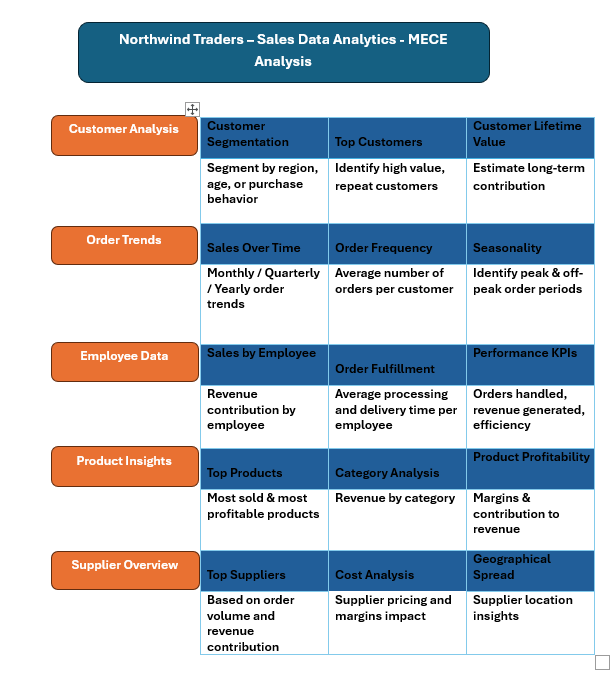 Northwind Traders – Sales Data Analytics - MECE
Analysis
Customer Analysis
Customer
Segmentation
Top Customers
Customer Lifetime
Value
Segment by region,
age, or purchase
behavior
Identify high value,
repeat customers
Estimate long-term
contribution
Order Trends
Sales Over Time
Order Frequency
Seasonality
Monthly / Quarterly
/ Yearly order
trends
Average number of
orders per customer
Identify peak & off-
peak order periods
Employee Data
Sales by Employee
Order Fulfillment
Performance KPIs
Revenue
contribution by
employee
Average processing
and delivery time per
employee
Orders handled,
revenue generated,
efficiency
Product Insights
Top Products
Category Analysis
Product Profitability
Most sold & most
profitable products
Revenue by category
Margins &
contribution to
revenue
Supplier Overview
Top Suppliers
Cost Analysis
Geographical
Spread
Based on order
volume and
revenue
contribution
Supplier pricing and
margins impact
Supplier location
insights